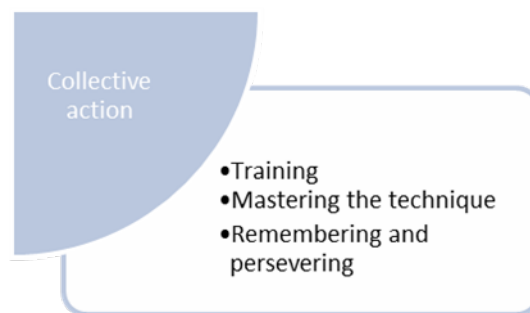 Collective
action
•Training
•Mastering the technique
•Remembering and
persevering